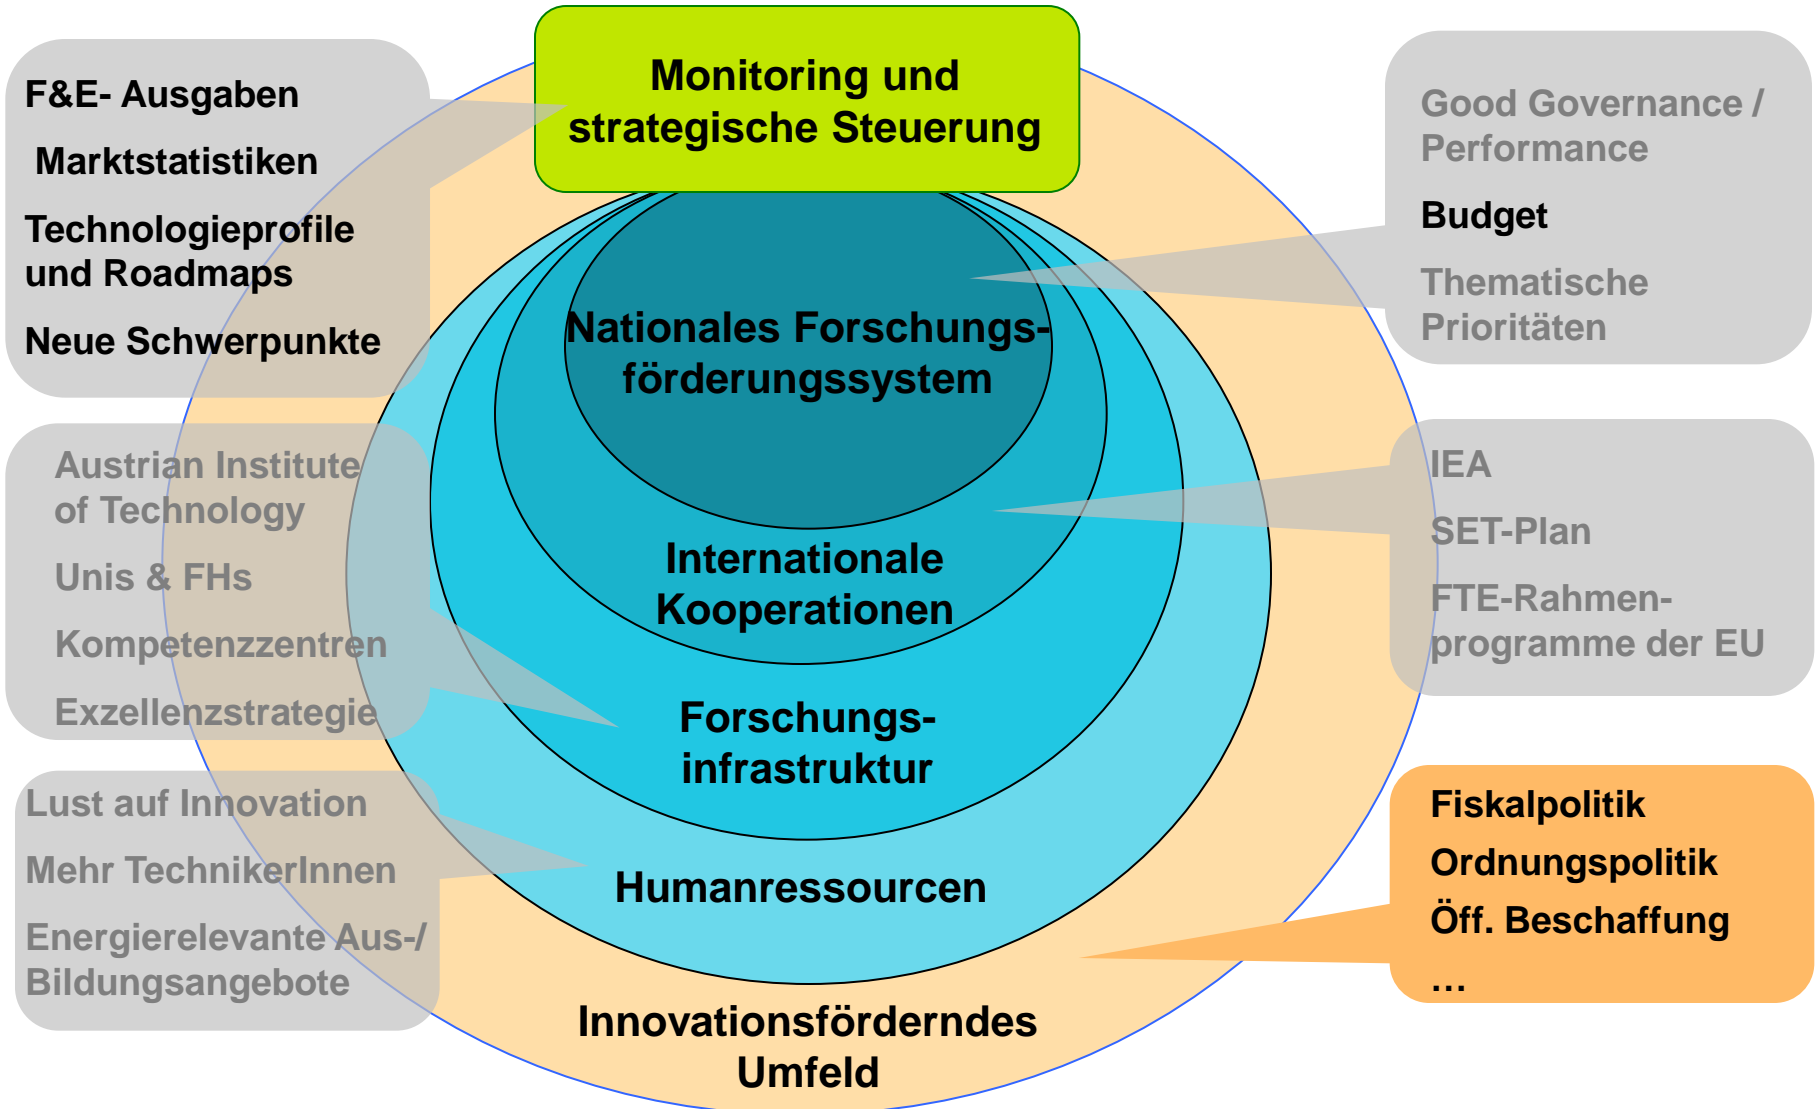 Monitoring und
strategische Steuerung
F&E- Ausgaben
Marktstatistiken
Technologieprofile
und Roadmaps
Neue Schwerpunkte
Good Governance /
Performance
Budget
Thematische
Prioritäten
Nationales Forschungs-
förderungssystem
Austrian Institute
of Technology
Unis & FHs
Kompetenzzentren
Exzellenzstrategie
IEA
SET-Plan
FTE-Rahmen-
programme der EU
Internationale
Kooperationen
Forschungs-
infrastruktur
Lust auf Innovation
Mehr TechnikerInnen
Energierelevante Aus-/
Bildungsangebote
Fiskalpolitik
Ordnungspolitik
Öff. Beschaffung
…
Humanressourcen
Innovationsförderndes
Umfeld